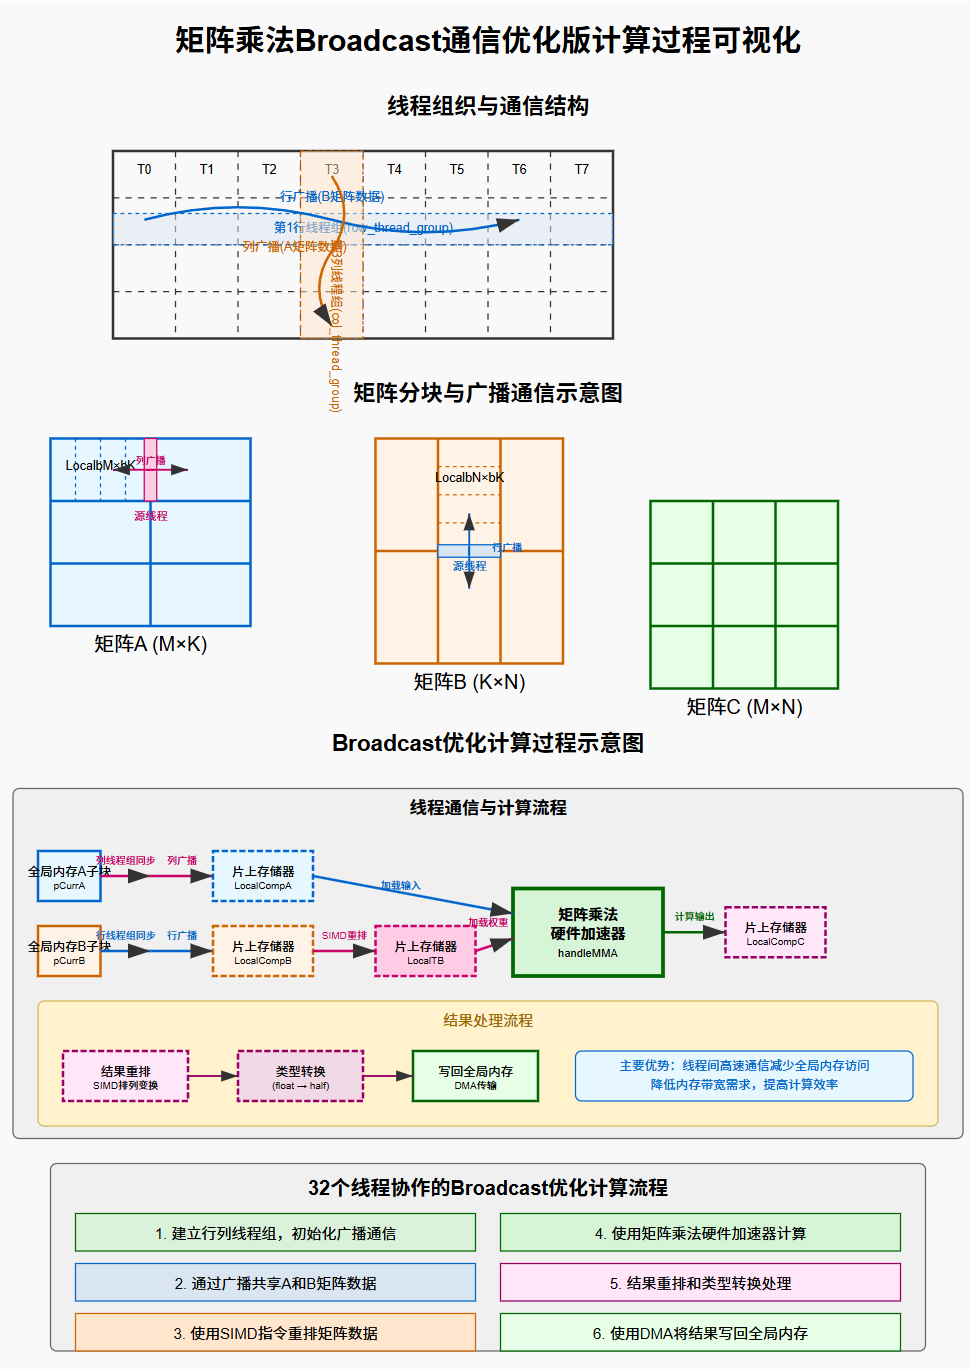 矩阵乘法Broadcast通信优化版计算过程可视化
线程组织与通信结构
T0 T1 T2 T3 T4 T5 T6 T7
行广播(B矩阵数据)
第1行线程组(row_thread_group)
列广播(A矩阵数据)
3列线程组(col_thread_group)
矩阵分块与广播通信示意图
LocalbM×bK
列广播
源线程
矩阵A (M×K)
LocalbN×bK
行广播
源线程
矩阵B (K×N)
矩阵C (M×N)
Broadcast优化计算过程示意图
线程通信与计算流程
全局内存A子块
pCurrA
列线程组同步
列广播
片上存储器
LocalCompA
加载输入
全局内存B子块
pCurrB
行线程组同步
行广播
片上存储器
LocalCompB
SIMD重排
片上存储器
LocalTB
加载权重
矩阵乘法
硬件加速器
handleMMA
计算输出
片上存储器
LocalCompC
结果处理流程
结果重排
SIMD排列变换
类型转换
(float → half)
写回全局内存
DMA传输
主要优势：线程间高速通信减少全局内存访问
降低内存带宽需求，提高计算效率
32个线程协作的Broadcast优化计算流程
1. 建立行列线程组，初始化广播通信
2. 通过广播共享A和B矩阵数据
3. 使用SIMD指令重排矩阵数据
4. 使用矩阵乘法硬件加速器计算
5. 结果重排和类型转换处理
6. 使用DMA将结果写回全局内存